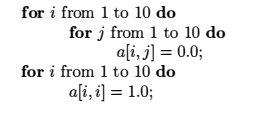 for i from 1 to 10 do
for j from 1 to 10 do
a[i, j] = 0.0;
for i from 1 to 10 do
a[i, i] = 1.0;